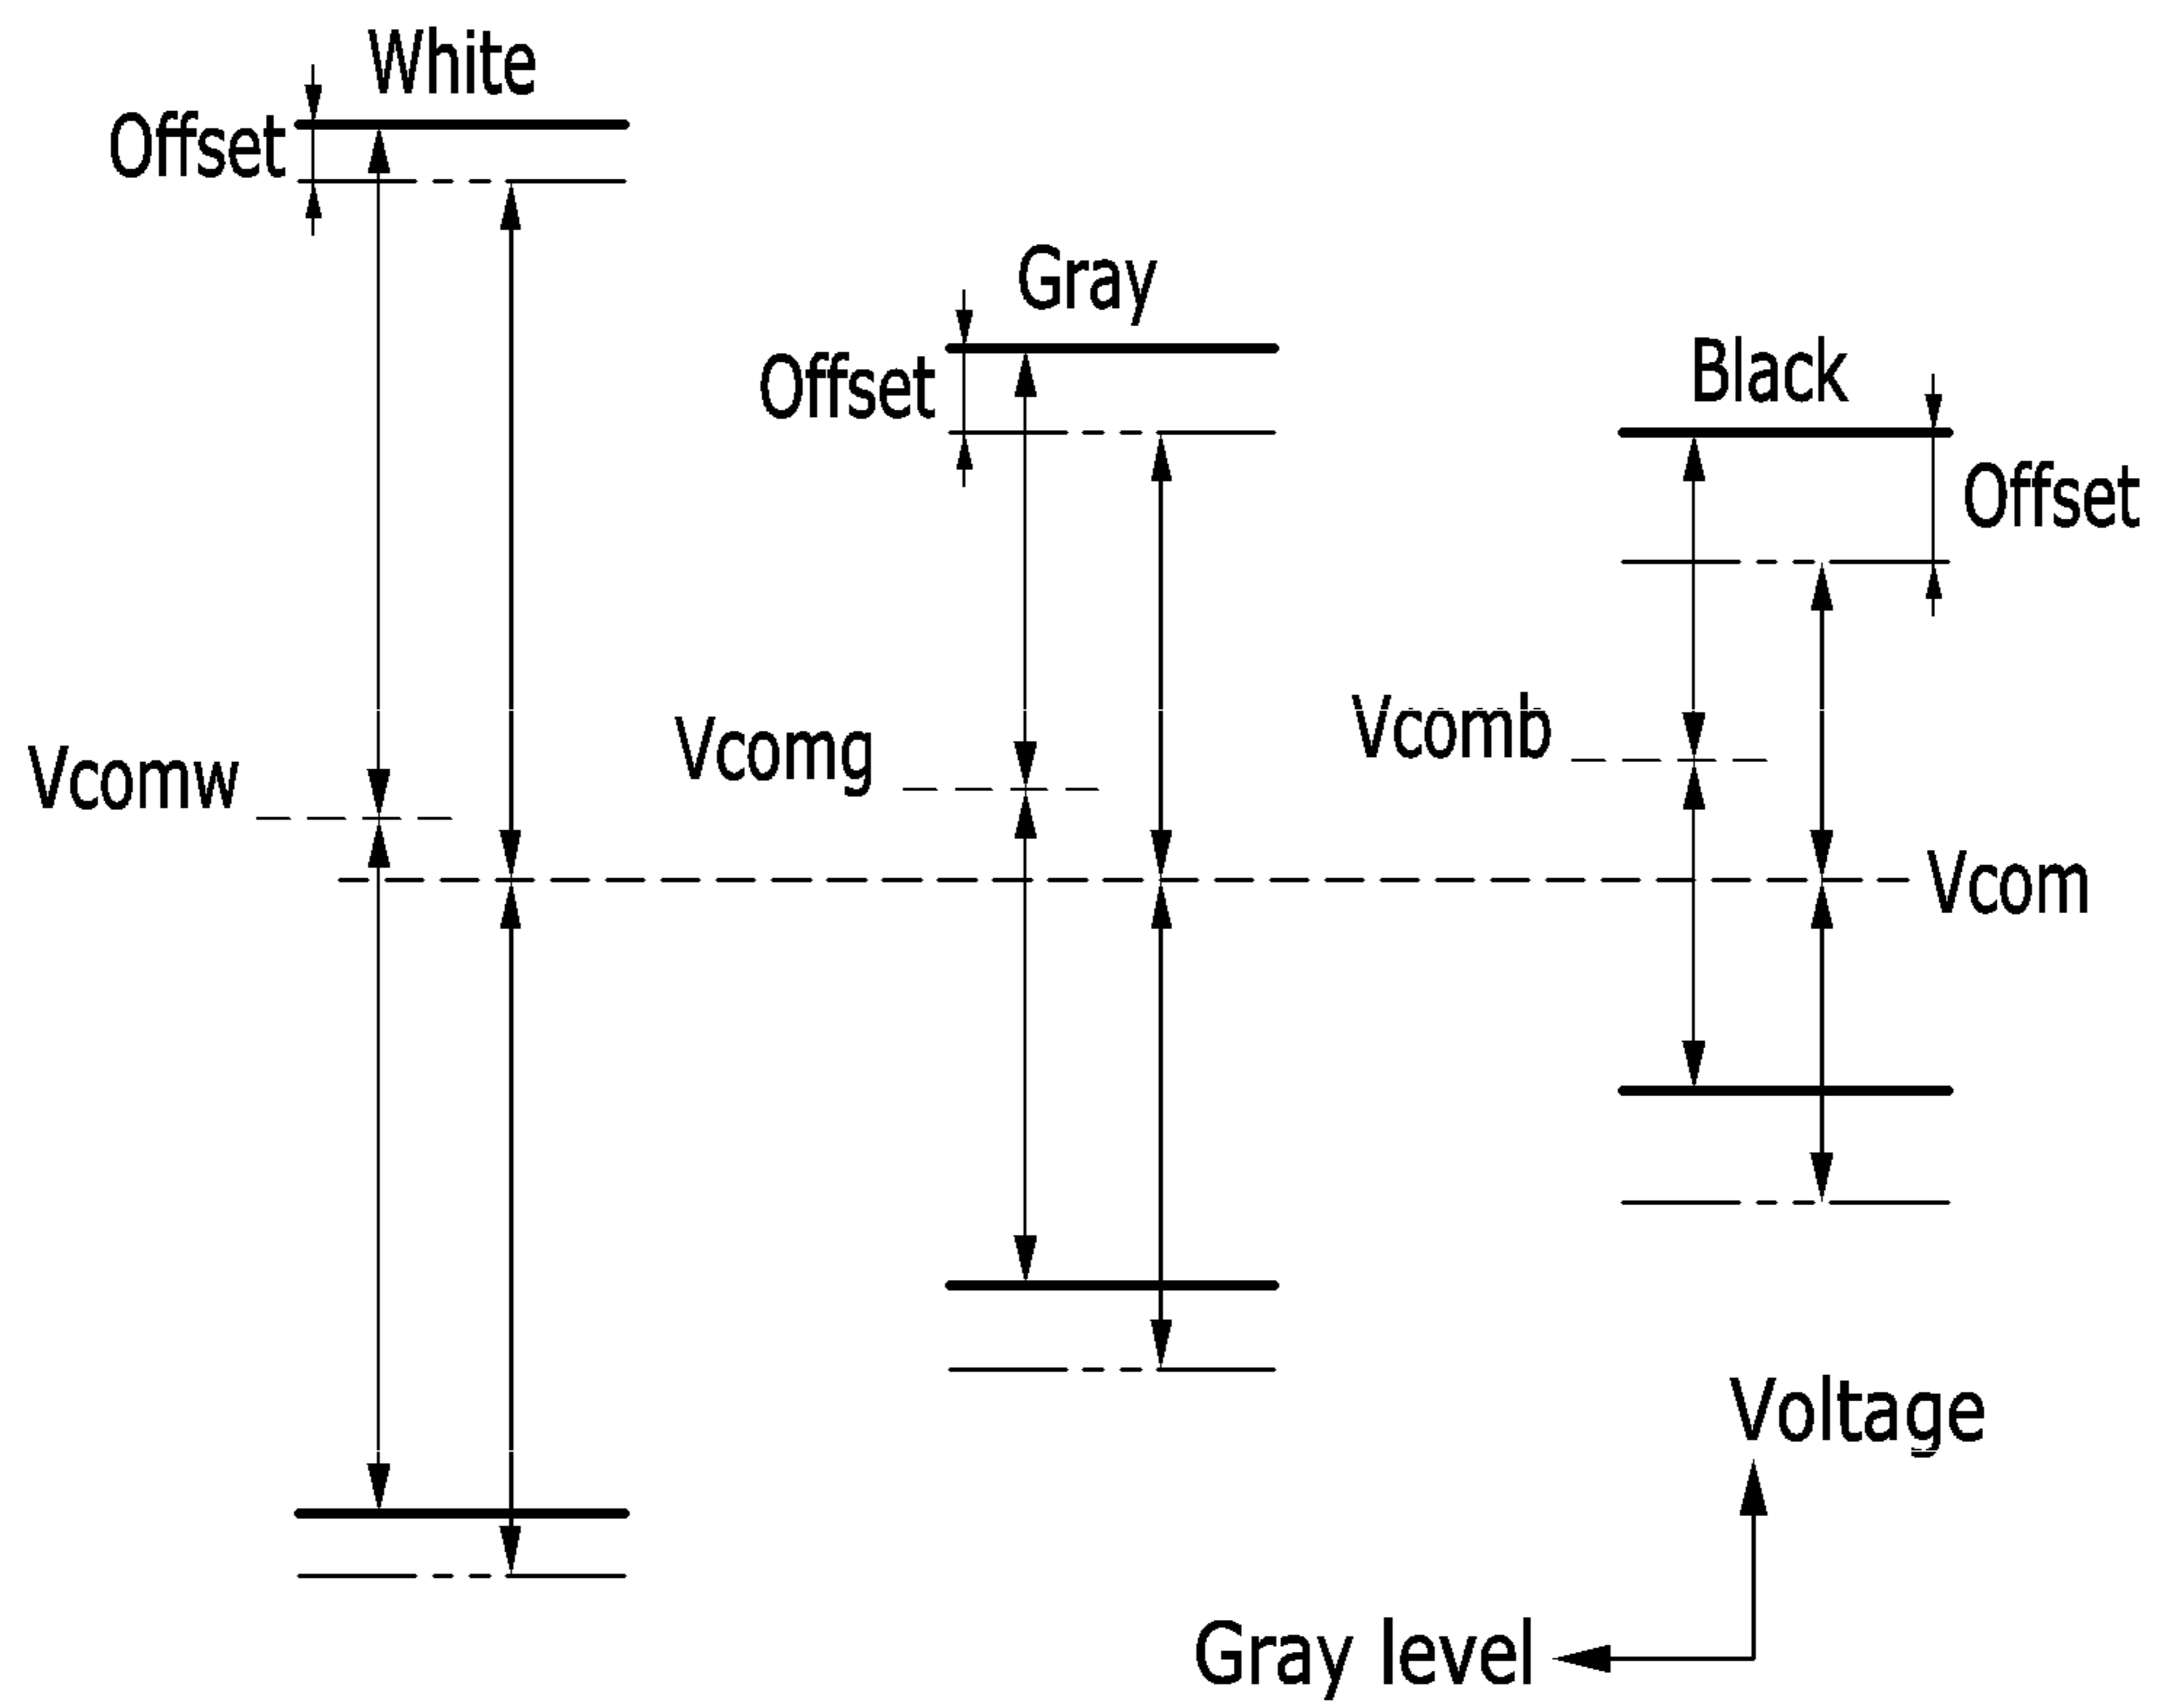 White
Offset
Gray
Offset
Black
Offset
Vcomw
Vcomg
Vcomb
Vcom
Voltage
Gray level